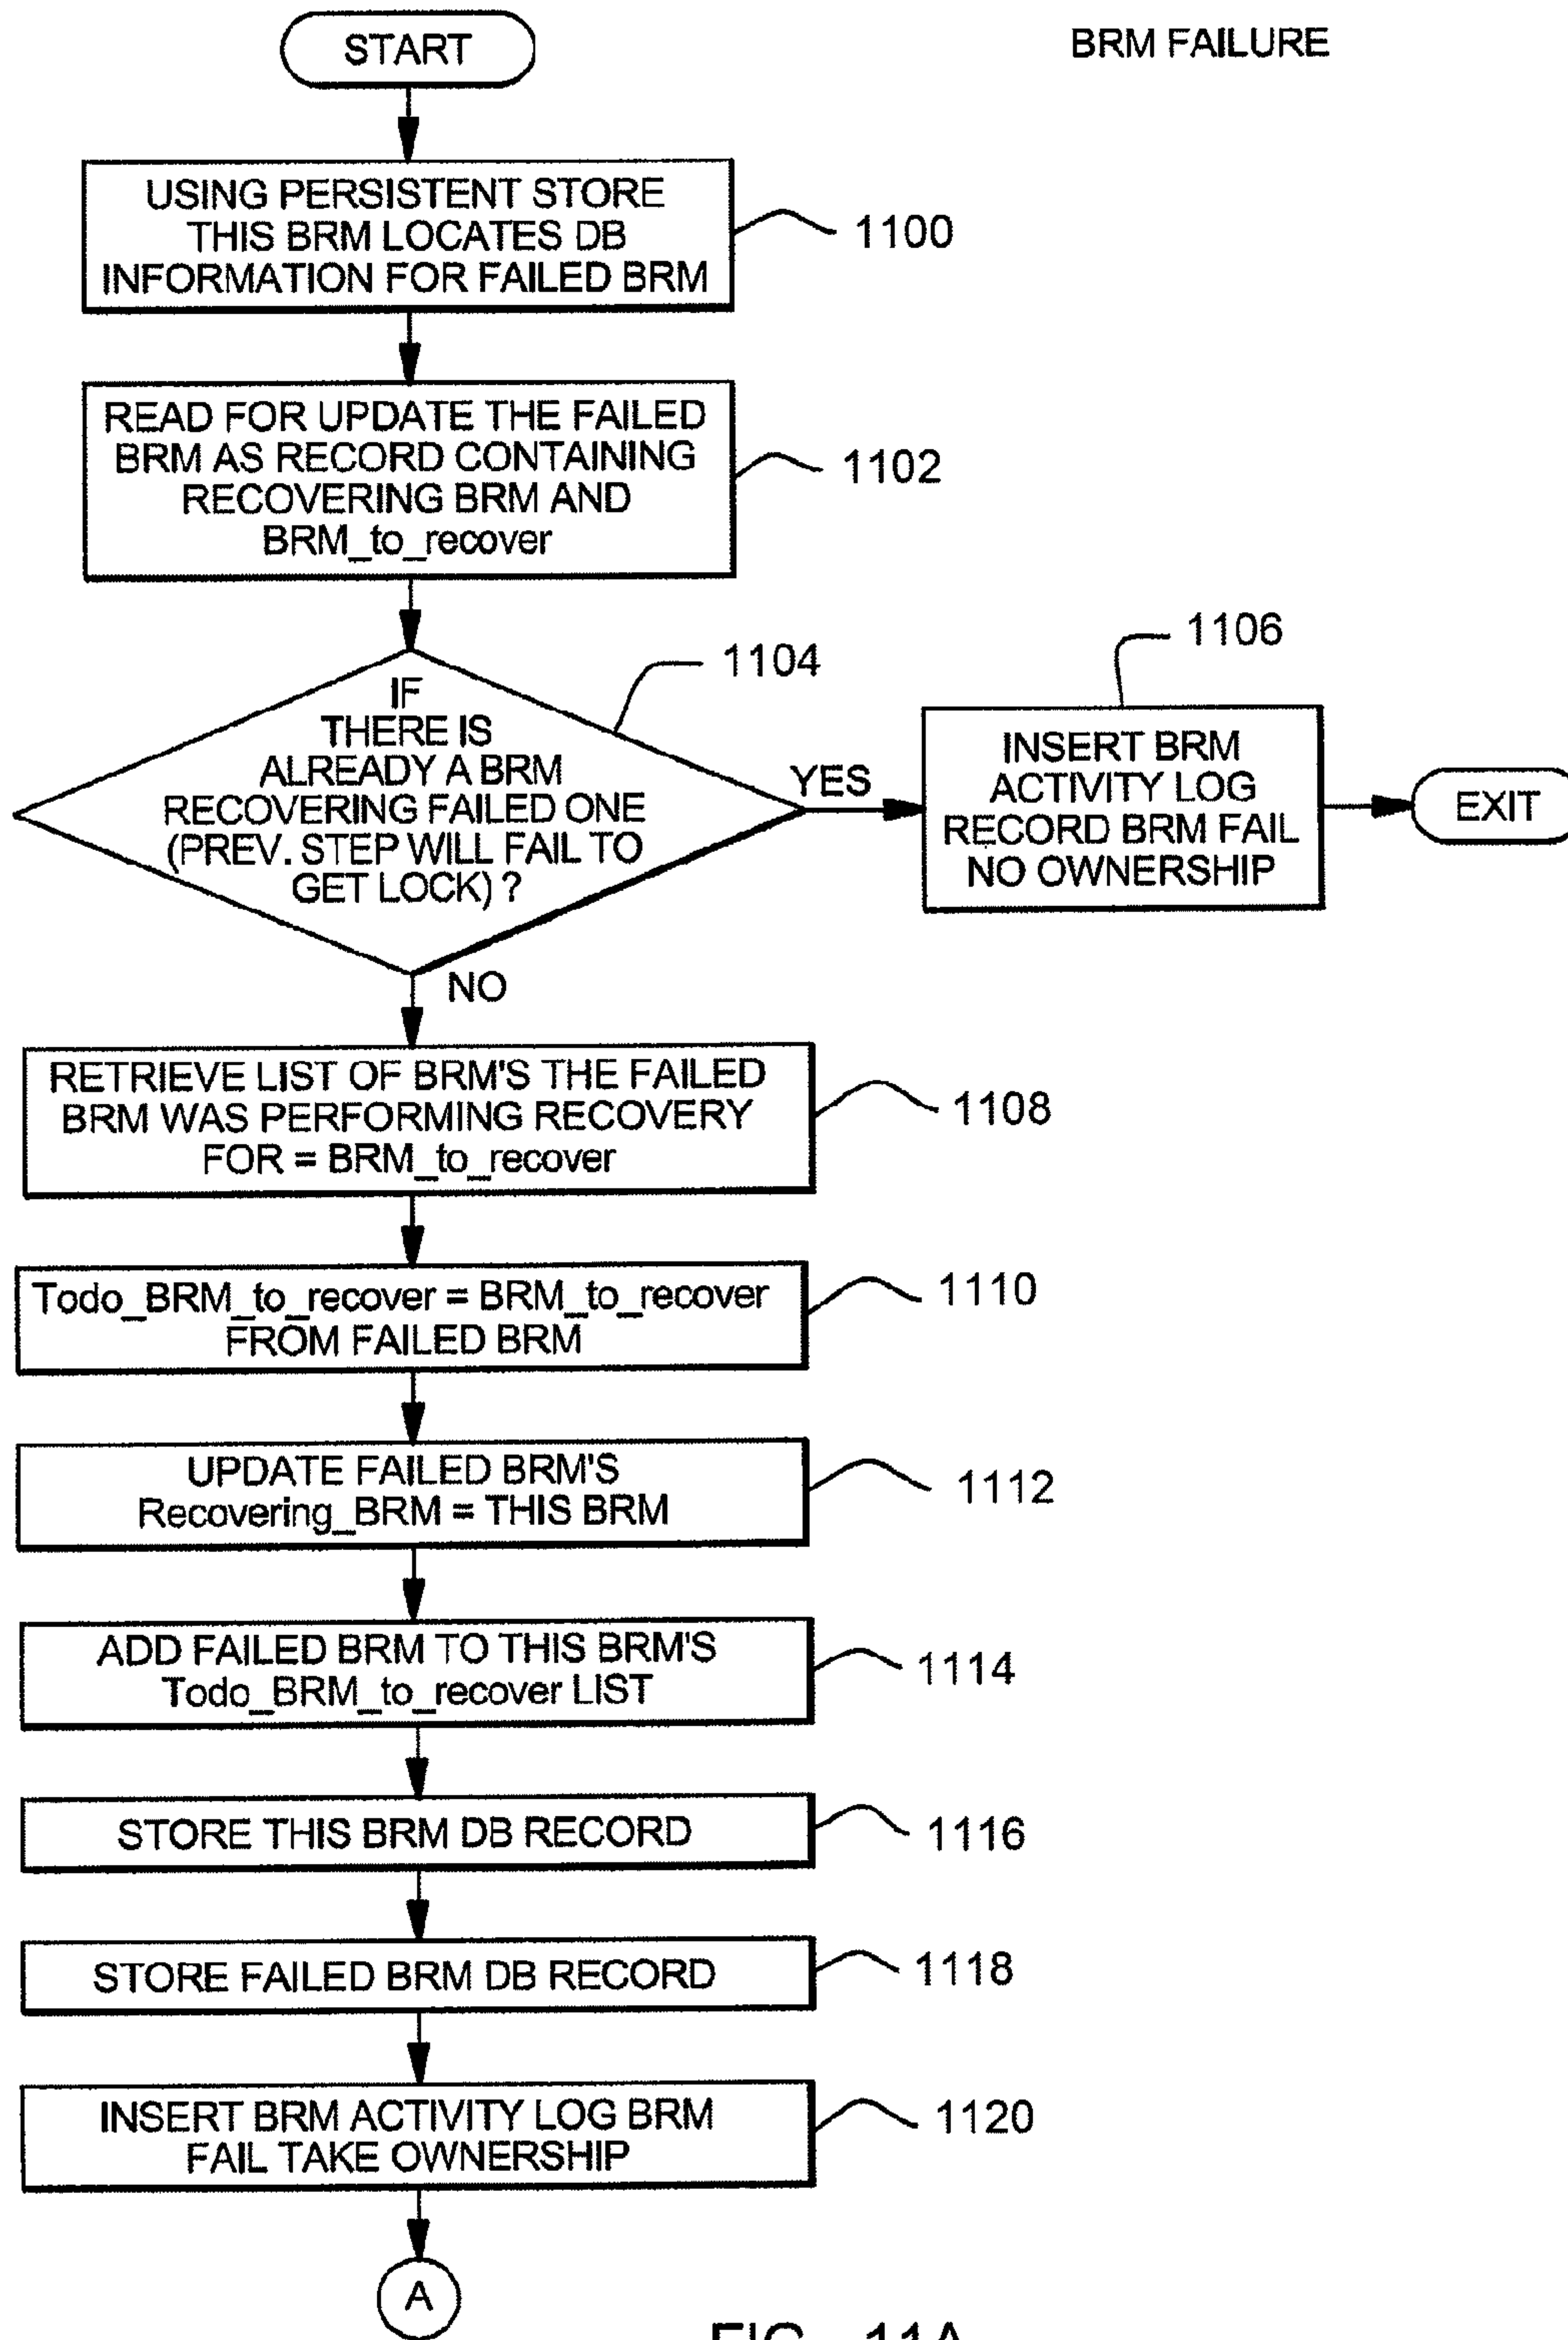 BRM FAILURE
START
USING PERSISTENT STORE
THIS BRM LOCATES DB
INFORMATION FOR FAILED BRM
1100
READ FOR UPDATE THE FAILED
BRM AS RECORD CONTAINING
RECOVERING BRM AND
BRM_to_recover
1102
IF
THERE IS
ALREADY A BRM
RECOVERING FAILED ONE
(PREV. STEP WILL FAIL TO
GET LOCK) ?
1104
YES
INSERT BRM
ACTIVITY LOG
RECORD BRM FAIL
NO OWNERSHIP
1106
EXIT
NO
RETRIEVE LIST OF BRM'S THE FAILED
BRM WAS PERFORMING RECOVERY
FOR = BRM_to_recover
1108
Todo_BRM_to_recover = BRM_to_recover
FROM FAILED BRM
1110
UPDATE FAILED BRM'S
Recovering_BRM = THIS BRM
1112
ADD FAILED BRM TO THIS BRM'S
Todo_BRM_to_recover LIST
1114
STORE THIS BRM DB RECORD
1116
STORE FAILED BRM DB RECORD
1118
INSERT BRM ACTIVITY LOG BRM
FAIL TAKE OWNERSHIP
1120
A
FIG. 11A